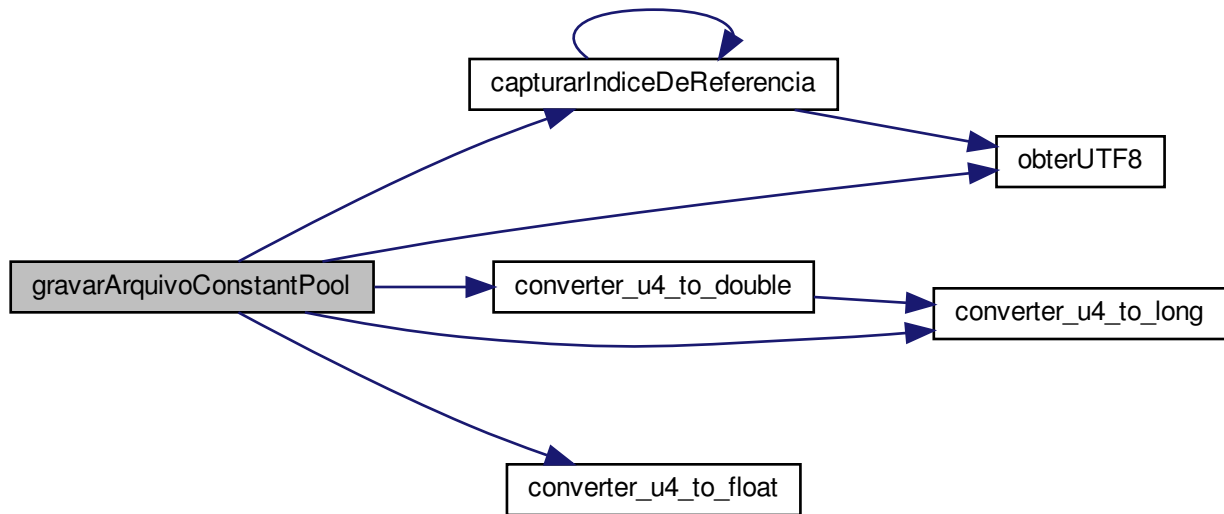 capturarIndiceDeReferencia
obterUTF8
gravarArquivoConstantPool
converter_u4_to_double
converter_u4_to_long
converter_u4_to_float